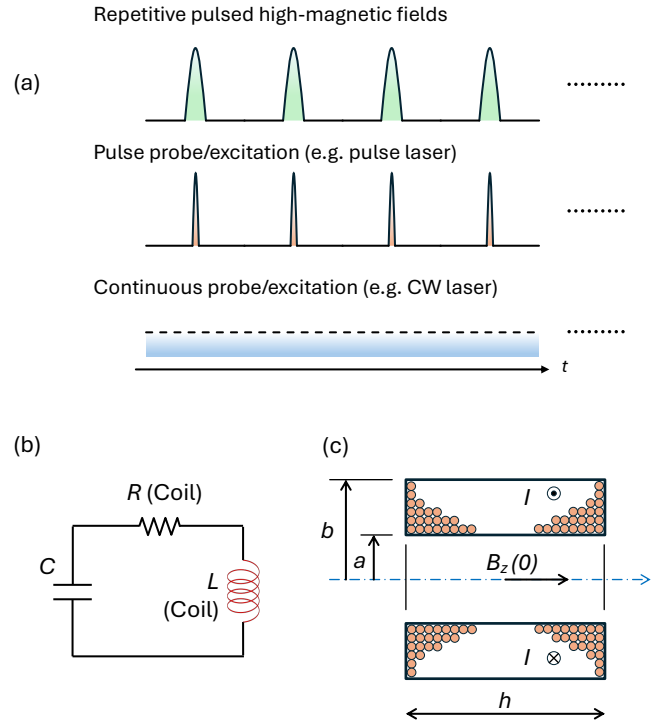 Repetitive pulsed high-magnetic fields
(a)
Pulse probe/excitation (e.g. pulse laser)
Continuous probe/excitation (e.g. CW laser)
t
(b)
R (Coil)
C
L
(Coil)
(c)
I
b
a
B_z(0)
I
h